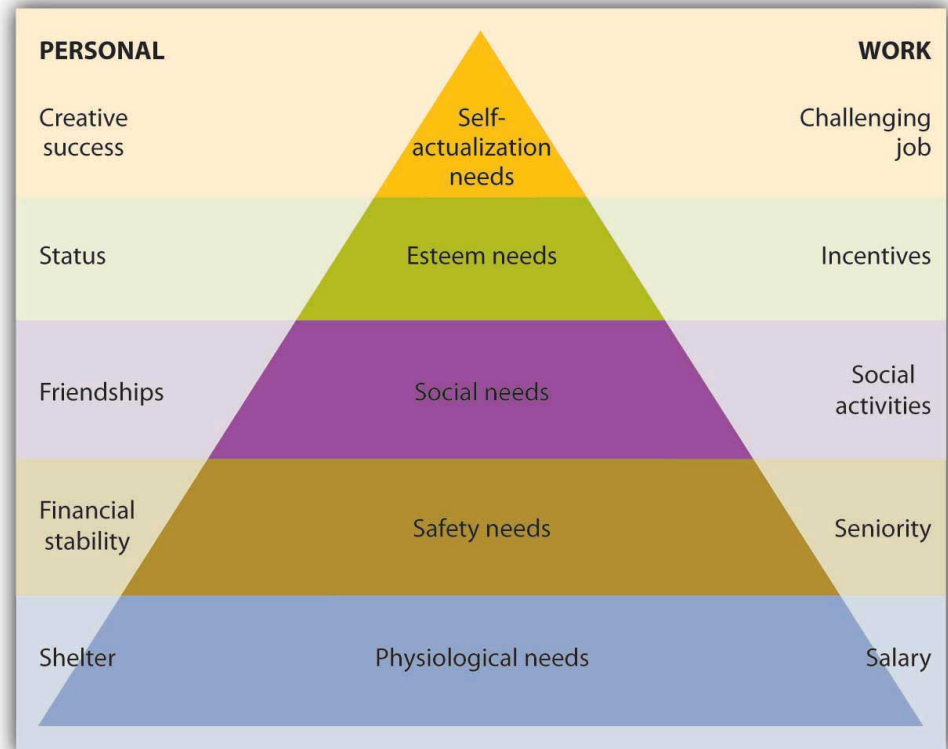 PERSONAL
WORK
Creative
success
Self-
actualization
needs
Challenging
job
Status
Esteem needs
Incentives
Friendships
Social needs
Social
activities
Financial
stability
Safety needs
Seniority
Shelter
Physiological needs
Salary